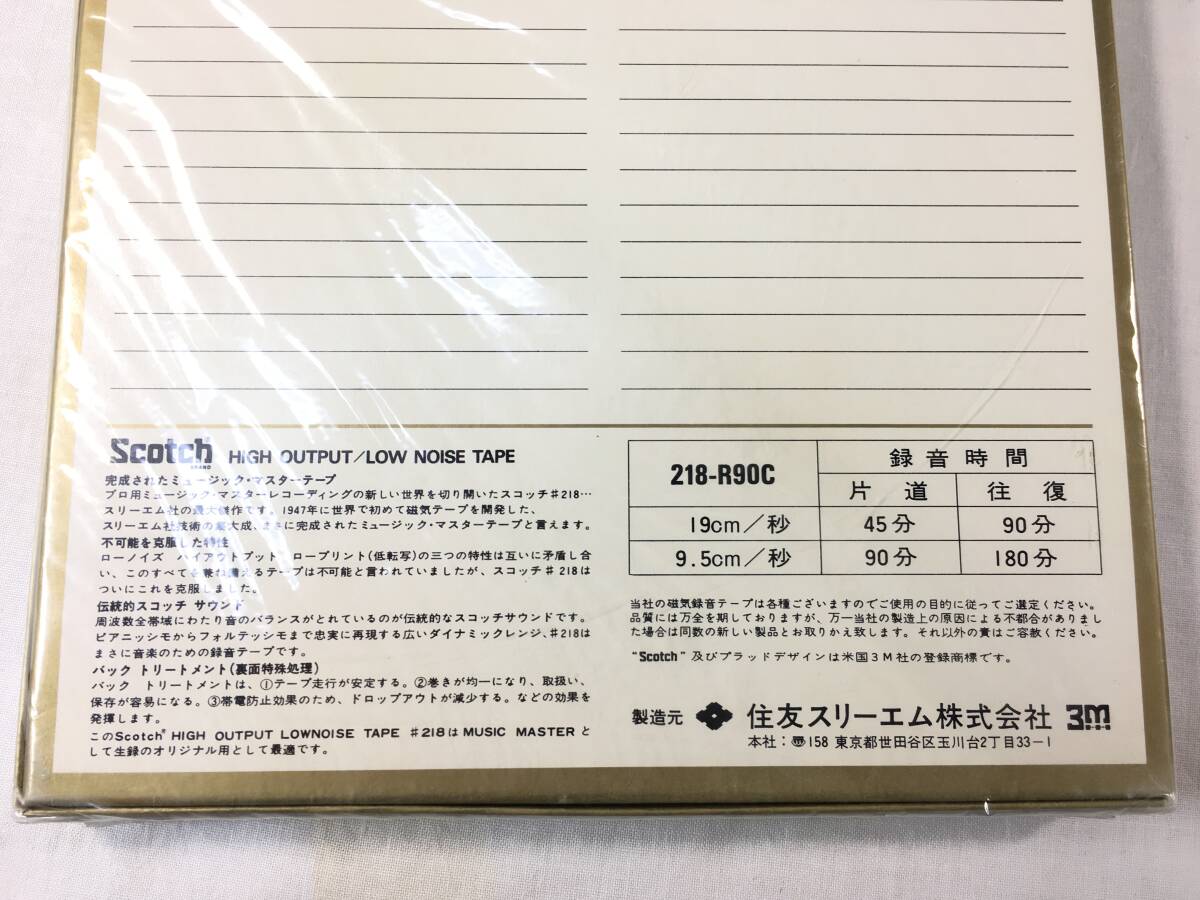 Scotch BRAND HIGH OUTPUT/LOW NOISE TAPE
完成されたミュージック・マスターテープ
プロ用ミュージック・マスターレコーディングの新しい世界を切り開いたスコッチ♯218…
スリーエム社の最大傑作です。1947年に世界で初めて磁気テープを開発した、
スリーエム社技術の集大成、まさに完成されたミュージック・マスターテープと言えます。
不可能を克服した特性
ローノイズ ハイアウトプット ロープリント(低転写)の三つの特性は互いに矛盾し合
い、このすべてを兼ね備えるテープは不可能と言われていましたが、スコッチ♯218は
ついにこれを克服しました。
伝統的スコッチ サウンド
周波数全帯域にわたり音のバランスがとれているのが伝統的なスコッチサウンドです。
ピアニッシモからフォルテッシモまで忠実に再現する広いダイナミックレンジ、♯218は
まさに音楽のための録音テープです。
バック トリートメント(裏面特殊処理)
バック トリートメントは、①テープ走行が安定する。②巻きが均一になり、取扱い、
保存が容易になる。③帯電防止効果のため、ドロップアウトが減少する。などの効果を
発揮します。
このScotch® HIGH OUTPUT LOWNOISE TAPE ♯218は MUSIC MASTERと
して生録のオリジナル用として最適です。
218-R90C 録音時間
片道 往復
19cm/秒 45分 90分
9.5cm/秒 90分 180分
当社の磁気録音テープは各種ございますのでご使用の目的に従ってご選定ください。
品質には万全を期しておりますが、万一当社の製造上の原因による不都合がありまし
た場合は同数の新しい製品とお取りかえ致します。それ以外の責はご容赦ください。
"Scotch" 及びプラッドデザインは米国3M社の登録商標です。
製造元 住友スリーエム株式会社 3M
本社:〠158 東京都世田谷区玉川台2丁目33-1